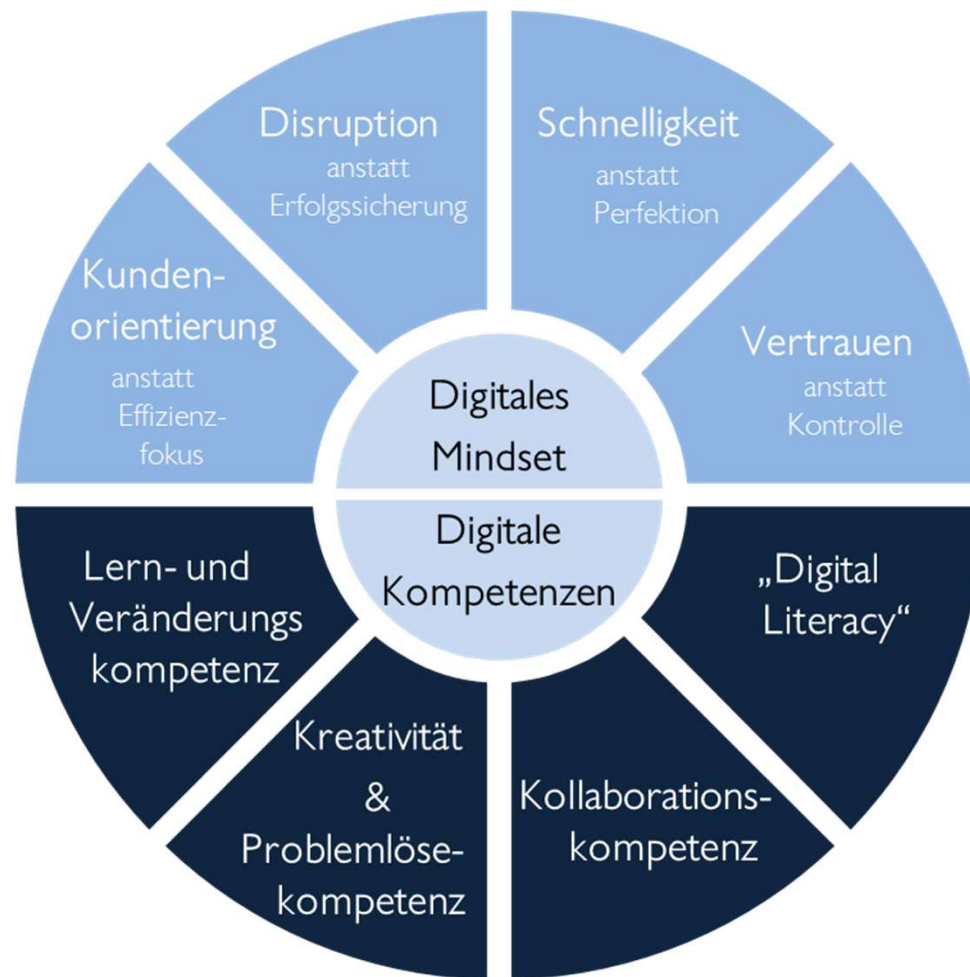 Disruption
anstatt
Erfolgssicherung
Schnelligkeit
anstatt
Perfektion
Kunden-
orientierung
anstatt
Effizienz-
fokus
Vertrauen
anstatt
Kontrolle
Digitales
Mindset
Digitale
Kompetenzen
Lern- und
Veränderungs
kompetenz
„Digital
Literacy“
Kreativität
&
Problemlöse-
kompetenz
Kollaborations-
kompetenz